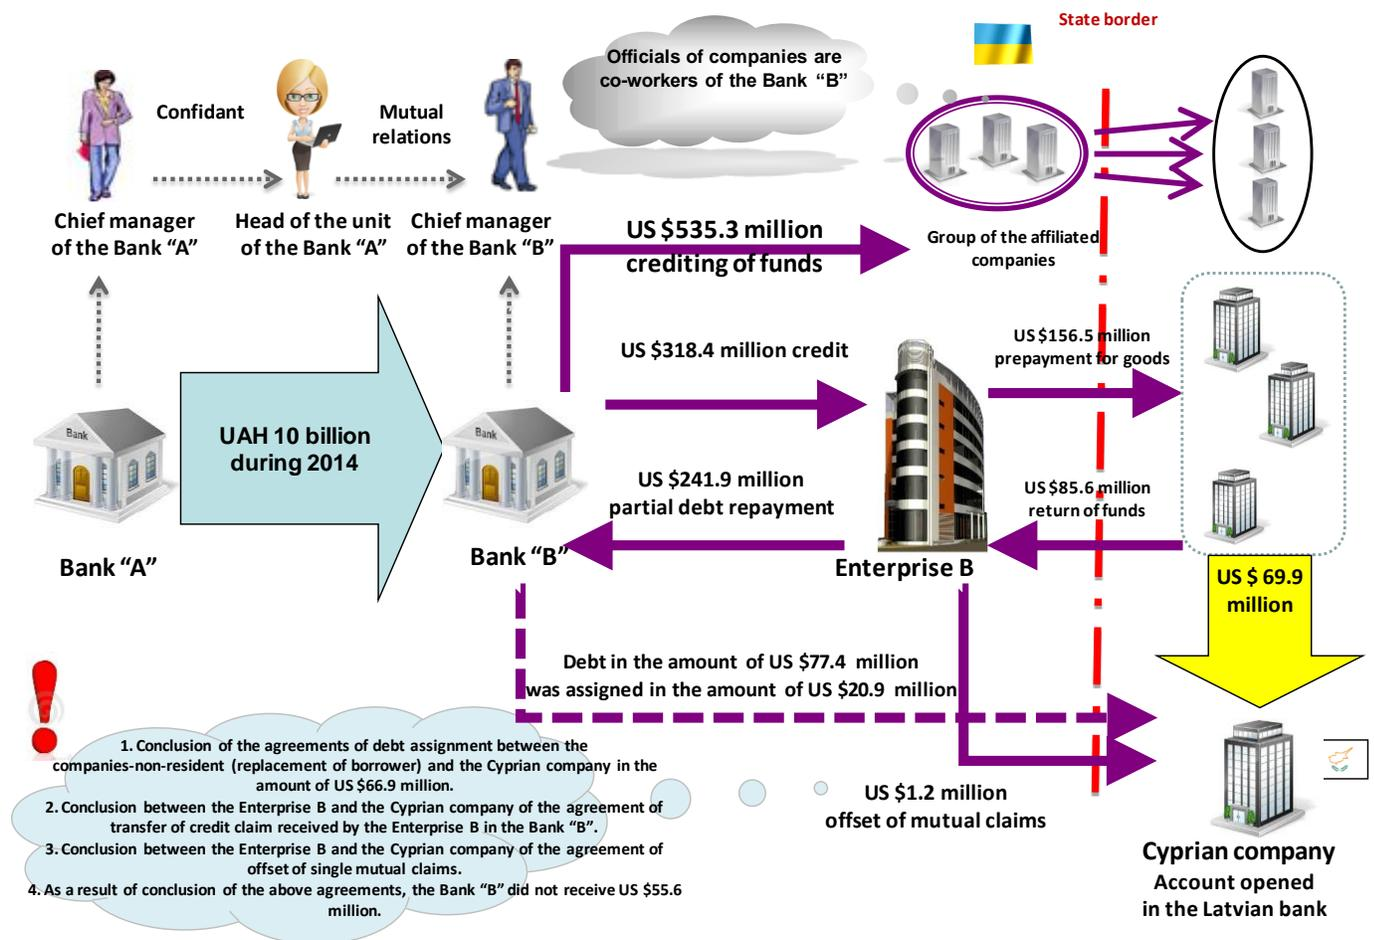 State border
Officials of companies are
co-workers of the Bank “B”
Confidant
Mutual
relations
Chief manager
of the Bank “A”
Head of the unit
of the Bank “A”
Chief manager
of the Bank “B”
US $535.3 million
crediting of funds
Group of the affiliated
companies
US $318.4 million credit
US $156.5 million
prepayment for goods
Bank
UAH 10 billion
during 2014
Bank
US $241.9 million
partial debt repayment
US $85.6 million
return of funds
Bank “A”
Bank “B”
Enterprise B
US $ 69.9
million
Debt in the amount of US $77.4 million
was assigned in the amount of US $20.9 million
1. Conclusion of the agreements of debt assignment between the
companies-non-resident (replacement of borrower) and the Cyprian company in the
amount of US $66.9 million.
2. Conclusion between the Enterprise B and the Cyprian company of the agreement of
transfer of credit claim received by the Enterprise B in the Bank “B”.
3. Conclusion between the Enterprise B and the Cyprian company of the agreement of
offset of single mutual claims.
4. As a result of conclusion of the above agreements, the Bank “B” did not receive US $55.6
million.
US $1.2 million
offset of mutual claims
Cyprian company
Account opened
in the Latvian bank